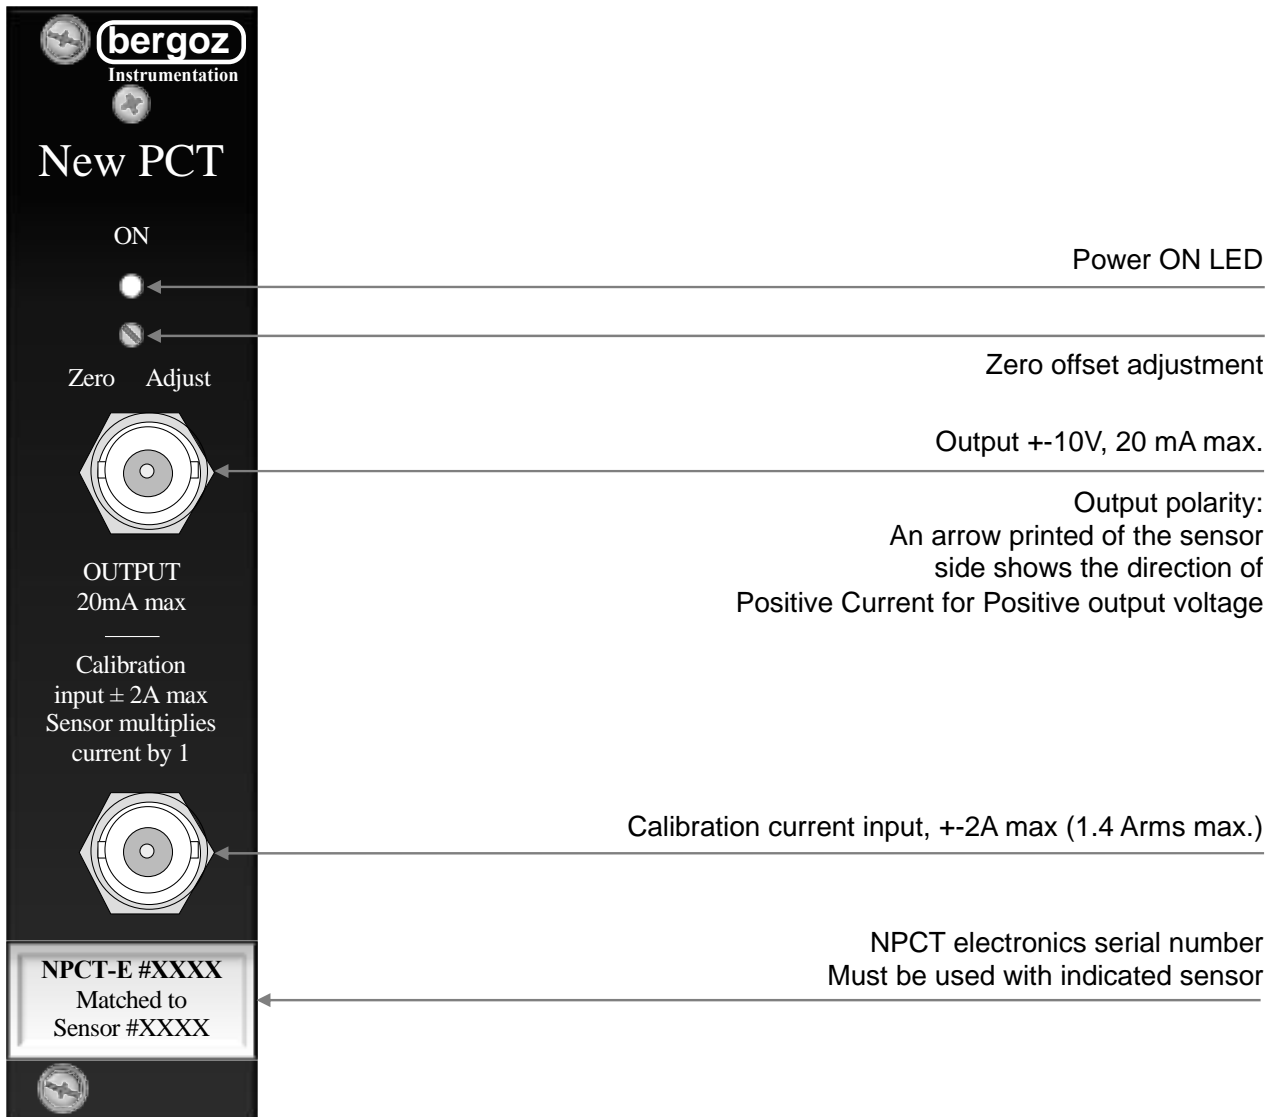 bergoz
Instrumentation
New PCT
ON
Power ON LED
Zero offset adjustment
Zero Adjust
Output +-10V, 20 mA max.
Output polarity:
An arrow printed of the sensor
side shows the direction of
Positive Current for Positive output voltage
OUTPUT
20mA max
Calibration
input ± 2A max
Sensor multiplies
current by 1
Calibration current input, +-2A max (1.4 Arms max.)
NPCT electronics serial number
Must be used with indicated sensor
NPCT-E #XXXX
Matched to
Sensor #XXXX